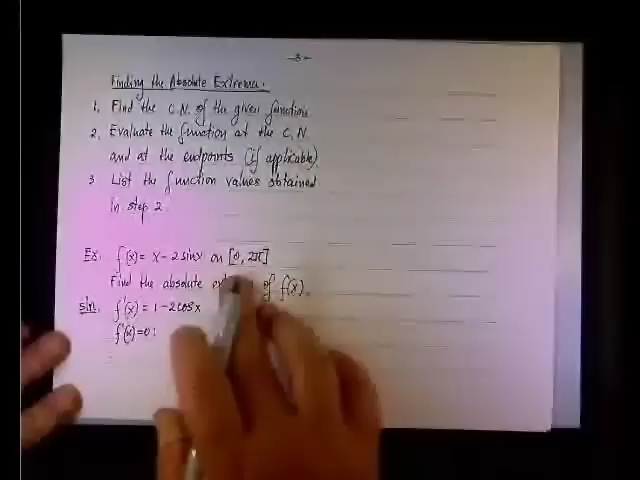 -3-
Finding the Absolute Extrema.
1. Find the C.N. of the given function.
2. Evaluate the function at the C.N.
and at the endpoints (if applicable).
3 List the function values obtained
in step 2.
Ex. f(x) = x - 2sinx on [0, 2π]
Find the absolute of f(x).
Sln. f'(x) = 1 - 2cosx
f'(x) = 0: